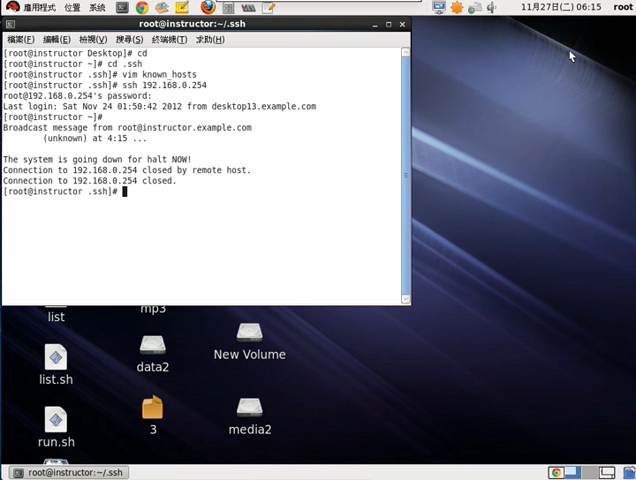 應用程式 位置 系統
11月27日(二) 06:15 root
root@instructor:~/.ssh
檔案(F) 編輯(E) 檢視(V) 搜尋(S) 終端機(T) 求助(H)
[root@instructor Desktop]# cd
[root@instructor ~]# cd .ssh
[root@instructor .ssh]# vim known_hosts
[root@instructor .ssh]# ssh 192.168.0.254
root@192.168.0.254's password:
Last login: Sat Nov 24 01:50:42 2012 from desktop13.example.com
[root@instructor ~]#
Broadcast message from root@instructor.example.com
(unknown) at 4:15 ...
The system is going down for halt NOW!
Connection to 192.168.0.254 closed by remote host.
Connection to 192.168.0.254 closed.
[root@instructor .ssh]#
list
mp3
list.sh
data2
New Volume
run.sh
3
media2
root@instructor:~/.ssh